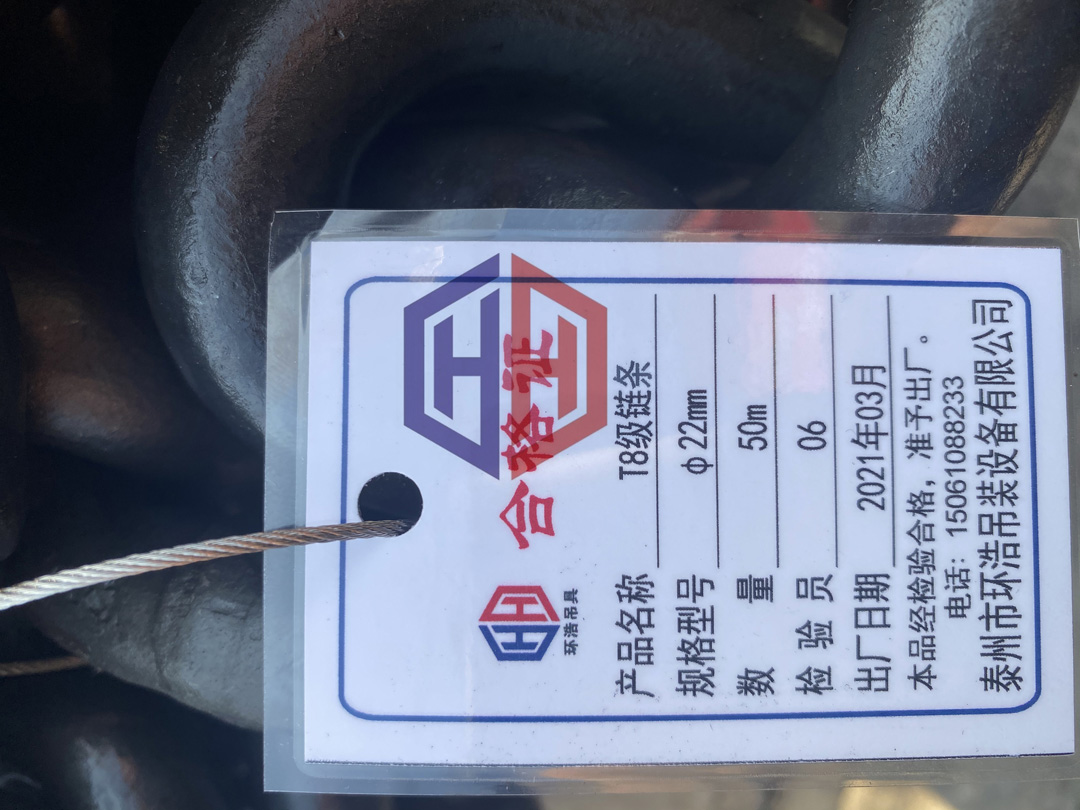 环浩吊具
合格证
产品名称 T8级链条
规格型号 φ22mm
数量 50m
检验员 06
出厂日期 2021年03月
本品经检验合格，准予出厂。
电话：15061088233
泰州市环浩吊装设备有限公司